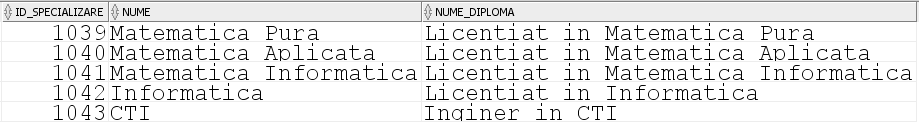 ID_SPECIALIZARE NUME NUME_DIPLOMA
1039 Matematica Pura Licentiat in Matematica Pura
1040 Matematica Aplicata Licentiat in Matematica Aplicata
1041 Matematica Informatica Licentiat in Matematica Informatica
1042 Informatica Licentiat in Informatica
1043 CTI Inginer in CTI